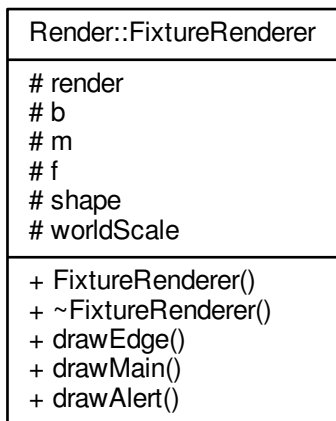 Render::FixtureRenderer
# render
# b
# m
# f
# shape
# worldScale
+ FixtureRenderer()
+ ~FixtureRenderer()
+ drawEdge()
+ drawMain()
+ drawAlert()